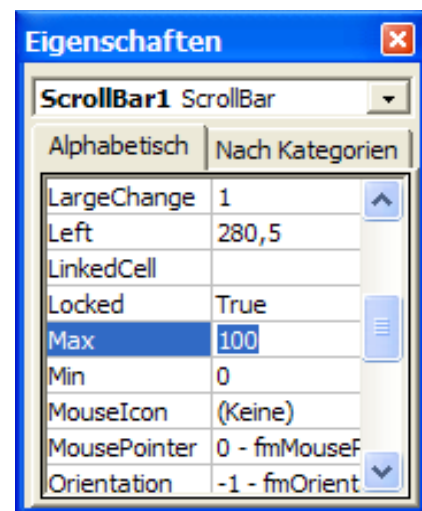 Eigenschaften
ScrollBar1 ScrollBar
Alphabetisch Nach Kategorien
LargeChange 1
Left 280,5
LinkedCell
Locked True
Max 100
Min 0
MouseIcon (Keine)
MousePointer 0 - fmMouseP
Orientation -1 - fmOrient